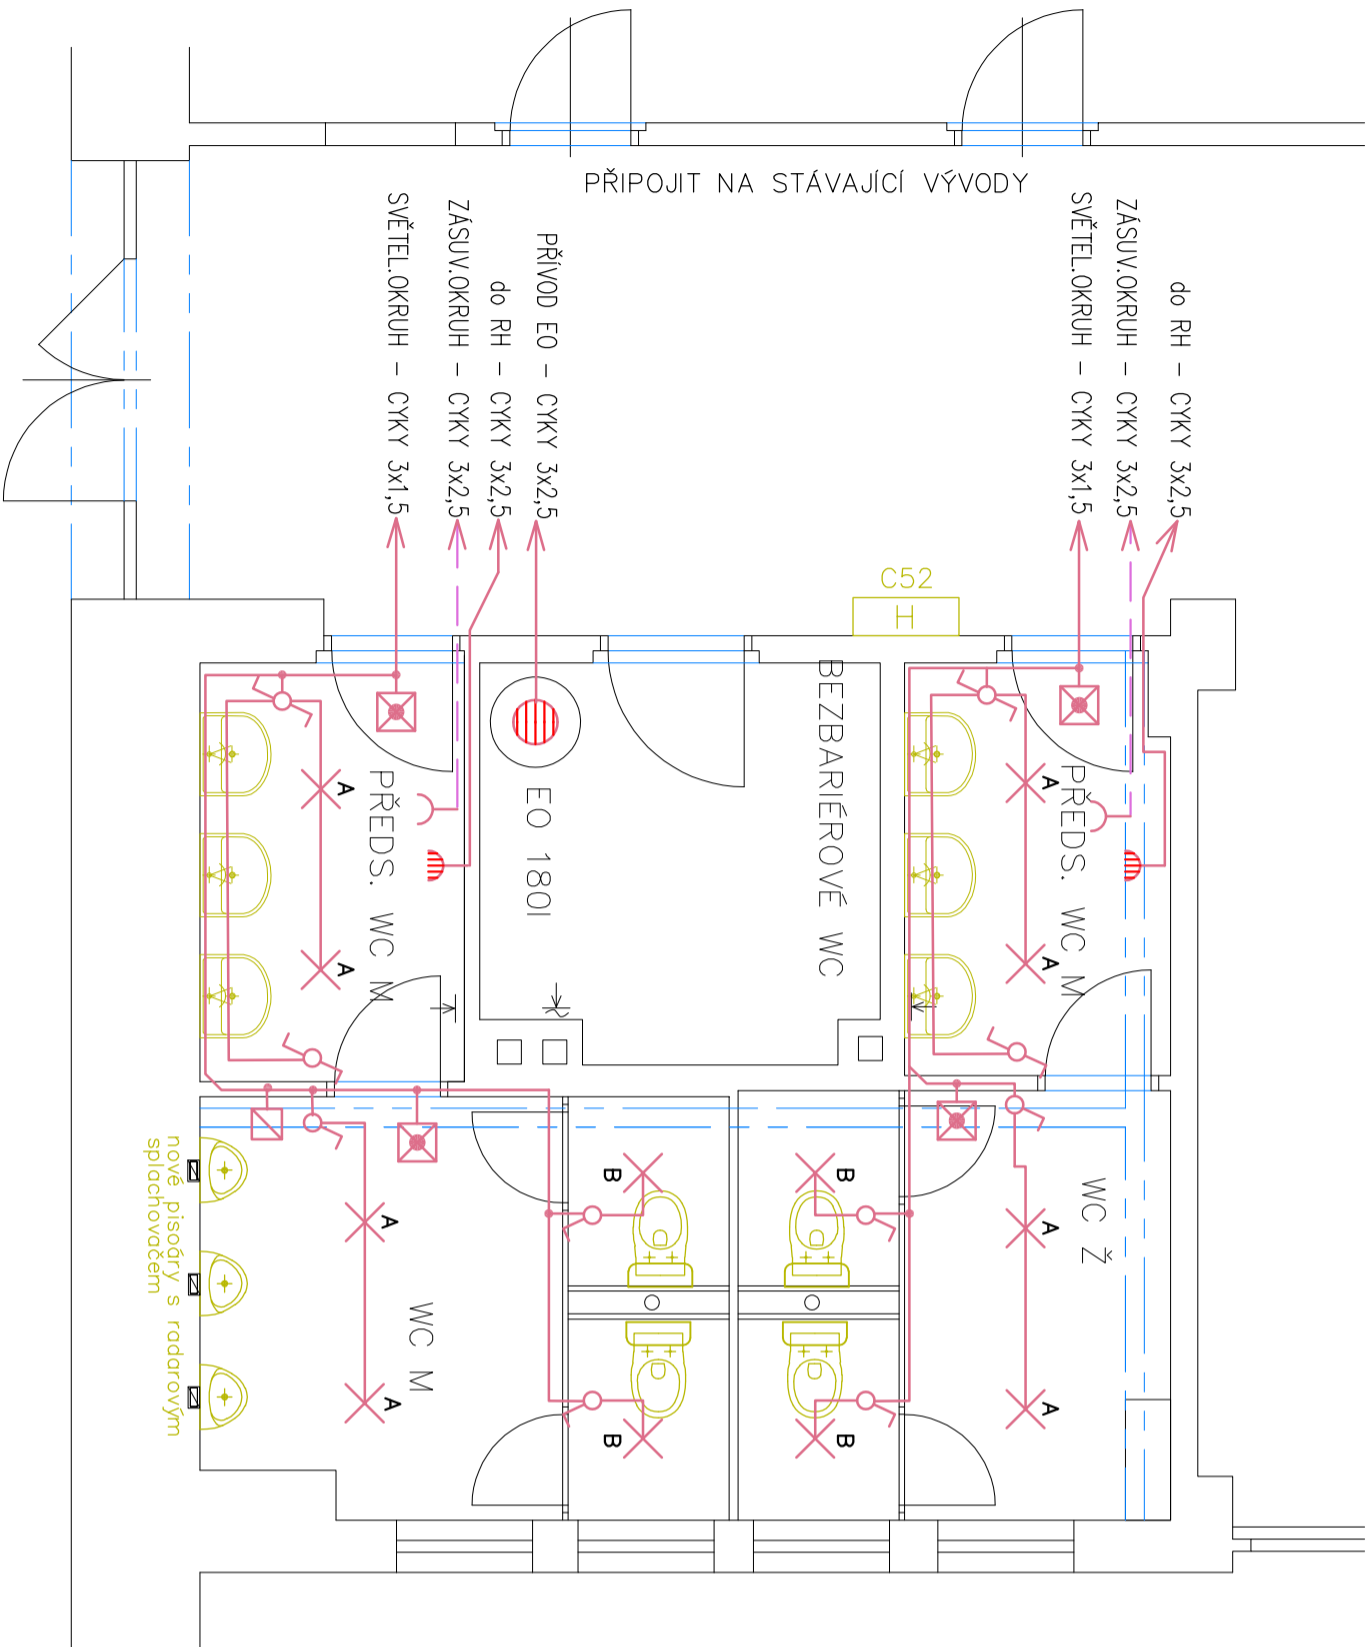 PŘIPOJIT NA STÁVAJÍCÍ VÝVODY
do RH - CYKY 3x2,5
ZÁSUV.OKRUH - CYKY 3x2,5
SVĚTEL.OKRUH - CYKY 3x1,5
PŘÍVOD EO - CYKY 3x2,5
do RH - CYKY 3x2,5
ZÁSUV.OKRUH - CYKY 3x2,5
SVĚTEL.OKRUH - CYKY 3x1,5
C52
H
PŘEDS. WC M
A
A
BEZBARIÉROVÉ WC
EO 180l
PŘEDS. WC M
A
A
WC Ž
A
A
B
B
B
B
WC M
A
A
nové pisoáry s radarovým
splachovačem